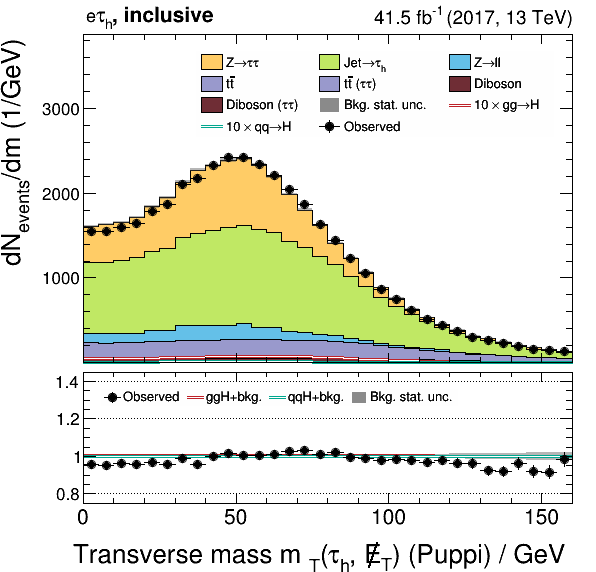 eτh, inclusive
41.5 fb⁻¹ (2017, 13 TeV)
dNevents/dm (1/GeV)
Z→ττ
Jet→τh
Z→ll
tt̄
tt̄ (ττ)
Diboson
Diboson (ττ)
Bkg. stat. unc.
10 × gg→H
10 × qq→H
Observed
3000
2000
1000
Observed
ggH+bkg.
qqH+bkg.
Bkg. stat. unc.
1.4
1.2
1
0.8
0
50
100
150
Transverse mass m T(τh, E̸T) (Puppi) / GeV